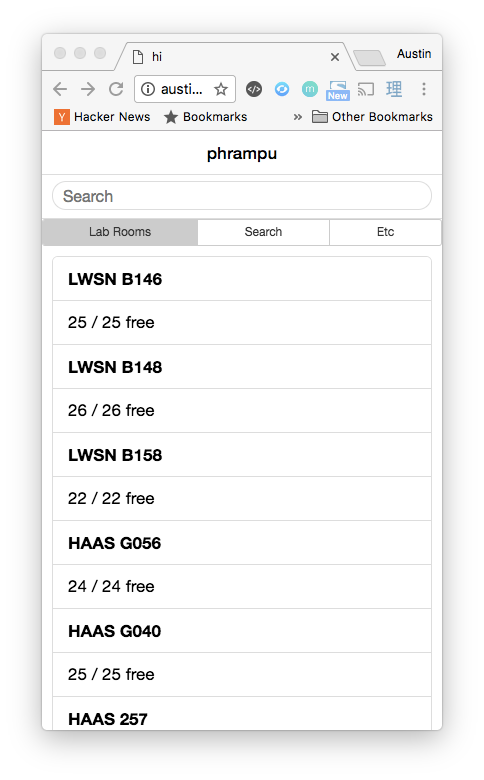 hi
Austin
austi...
m
New
理
Y Hacker News
Bookmarks
»
Other Bookmarks
phrampu
Search
Lab Rooms
Search
Etc
LWSN B146
25 / 25 free
LWSN B148
26 / 26 free
LWSN B158
22 / 22 free
HAAS G056
24 / 24 free
HAAS G040
25 / 25 free
HAAS 257